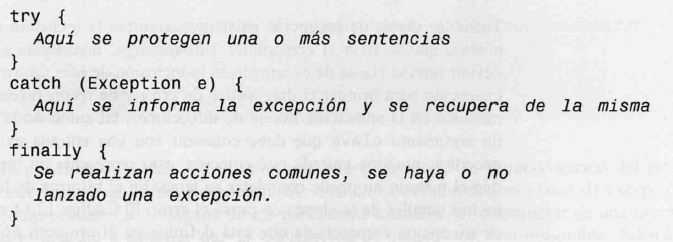 try {
Aquí se protegen una o más sentencias
}
catch (Exception e) {
Aquí se informa la excepción y se recupera de la misma
}
finally {
Se realizan acciones comunes, se haya o no
lanzado una excepción.
}